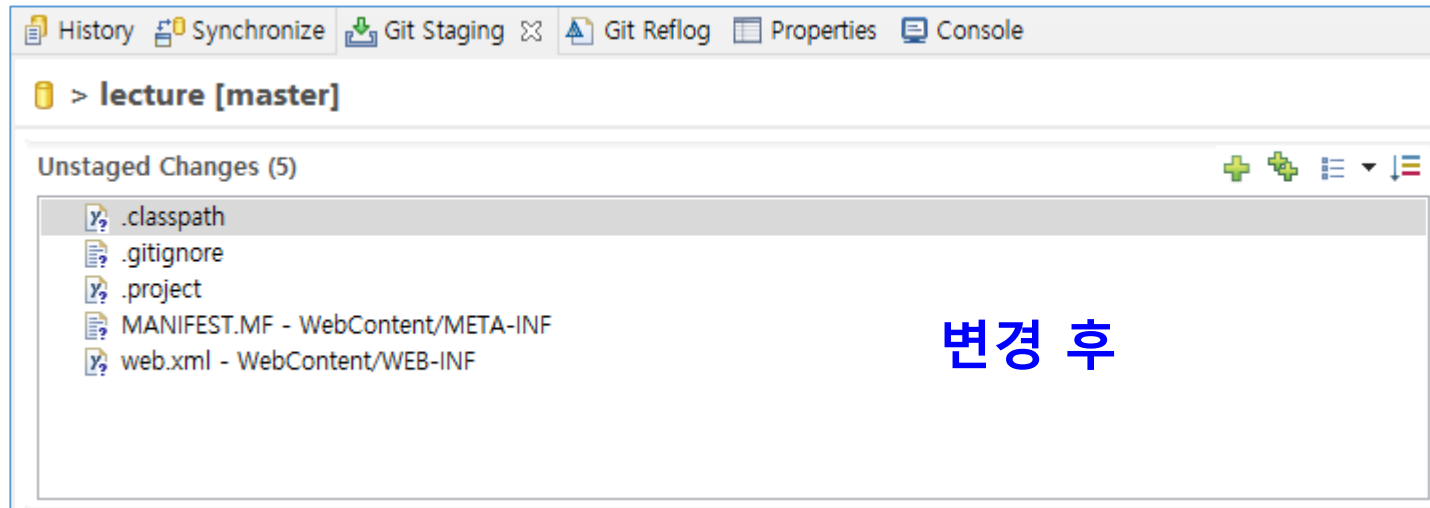 History Synchronize Git Staging Git Reflog Properties Console
> lecture [master]
Unstaged Changes (5)
.classpath
.gitignore
.project
MANIFEST.MF - WebContent/META-INF
web.xml - WebContent/WEB-INF
변경 후